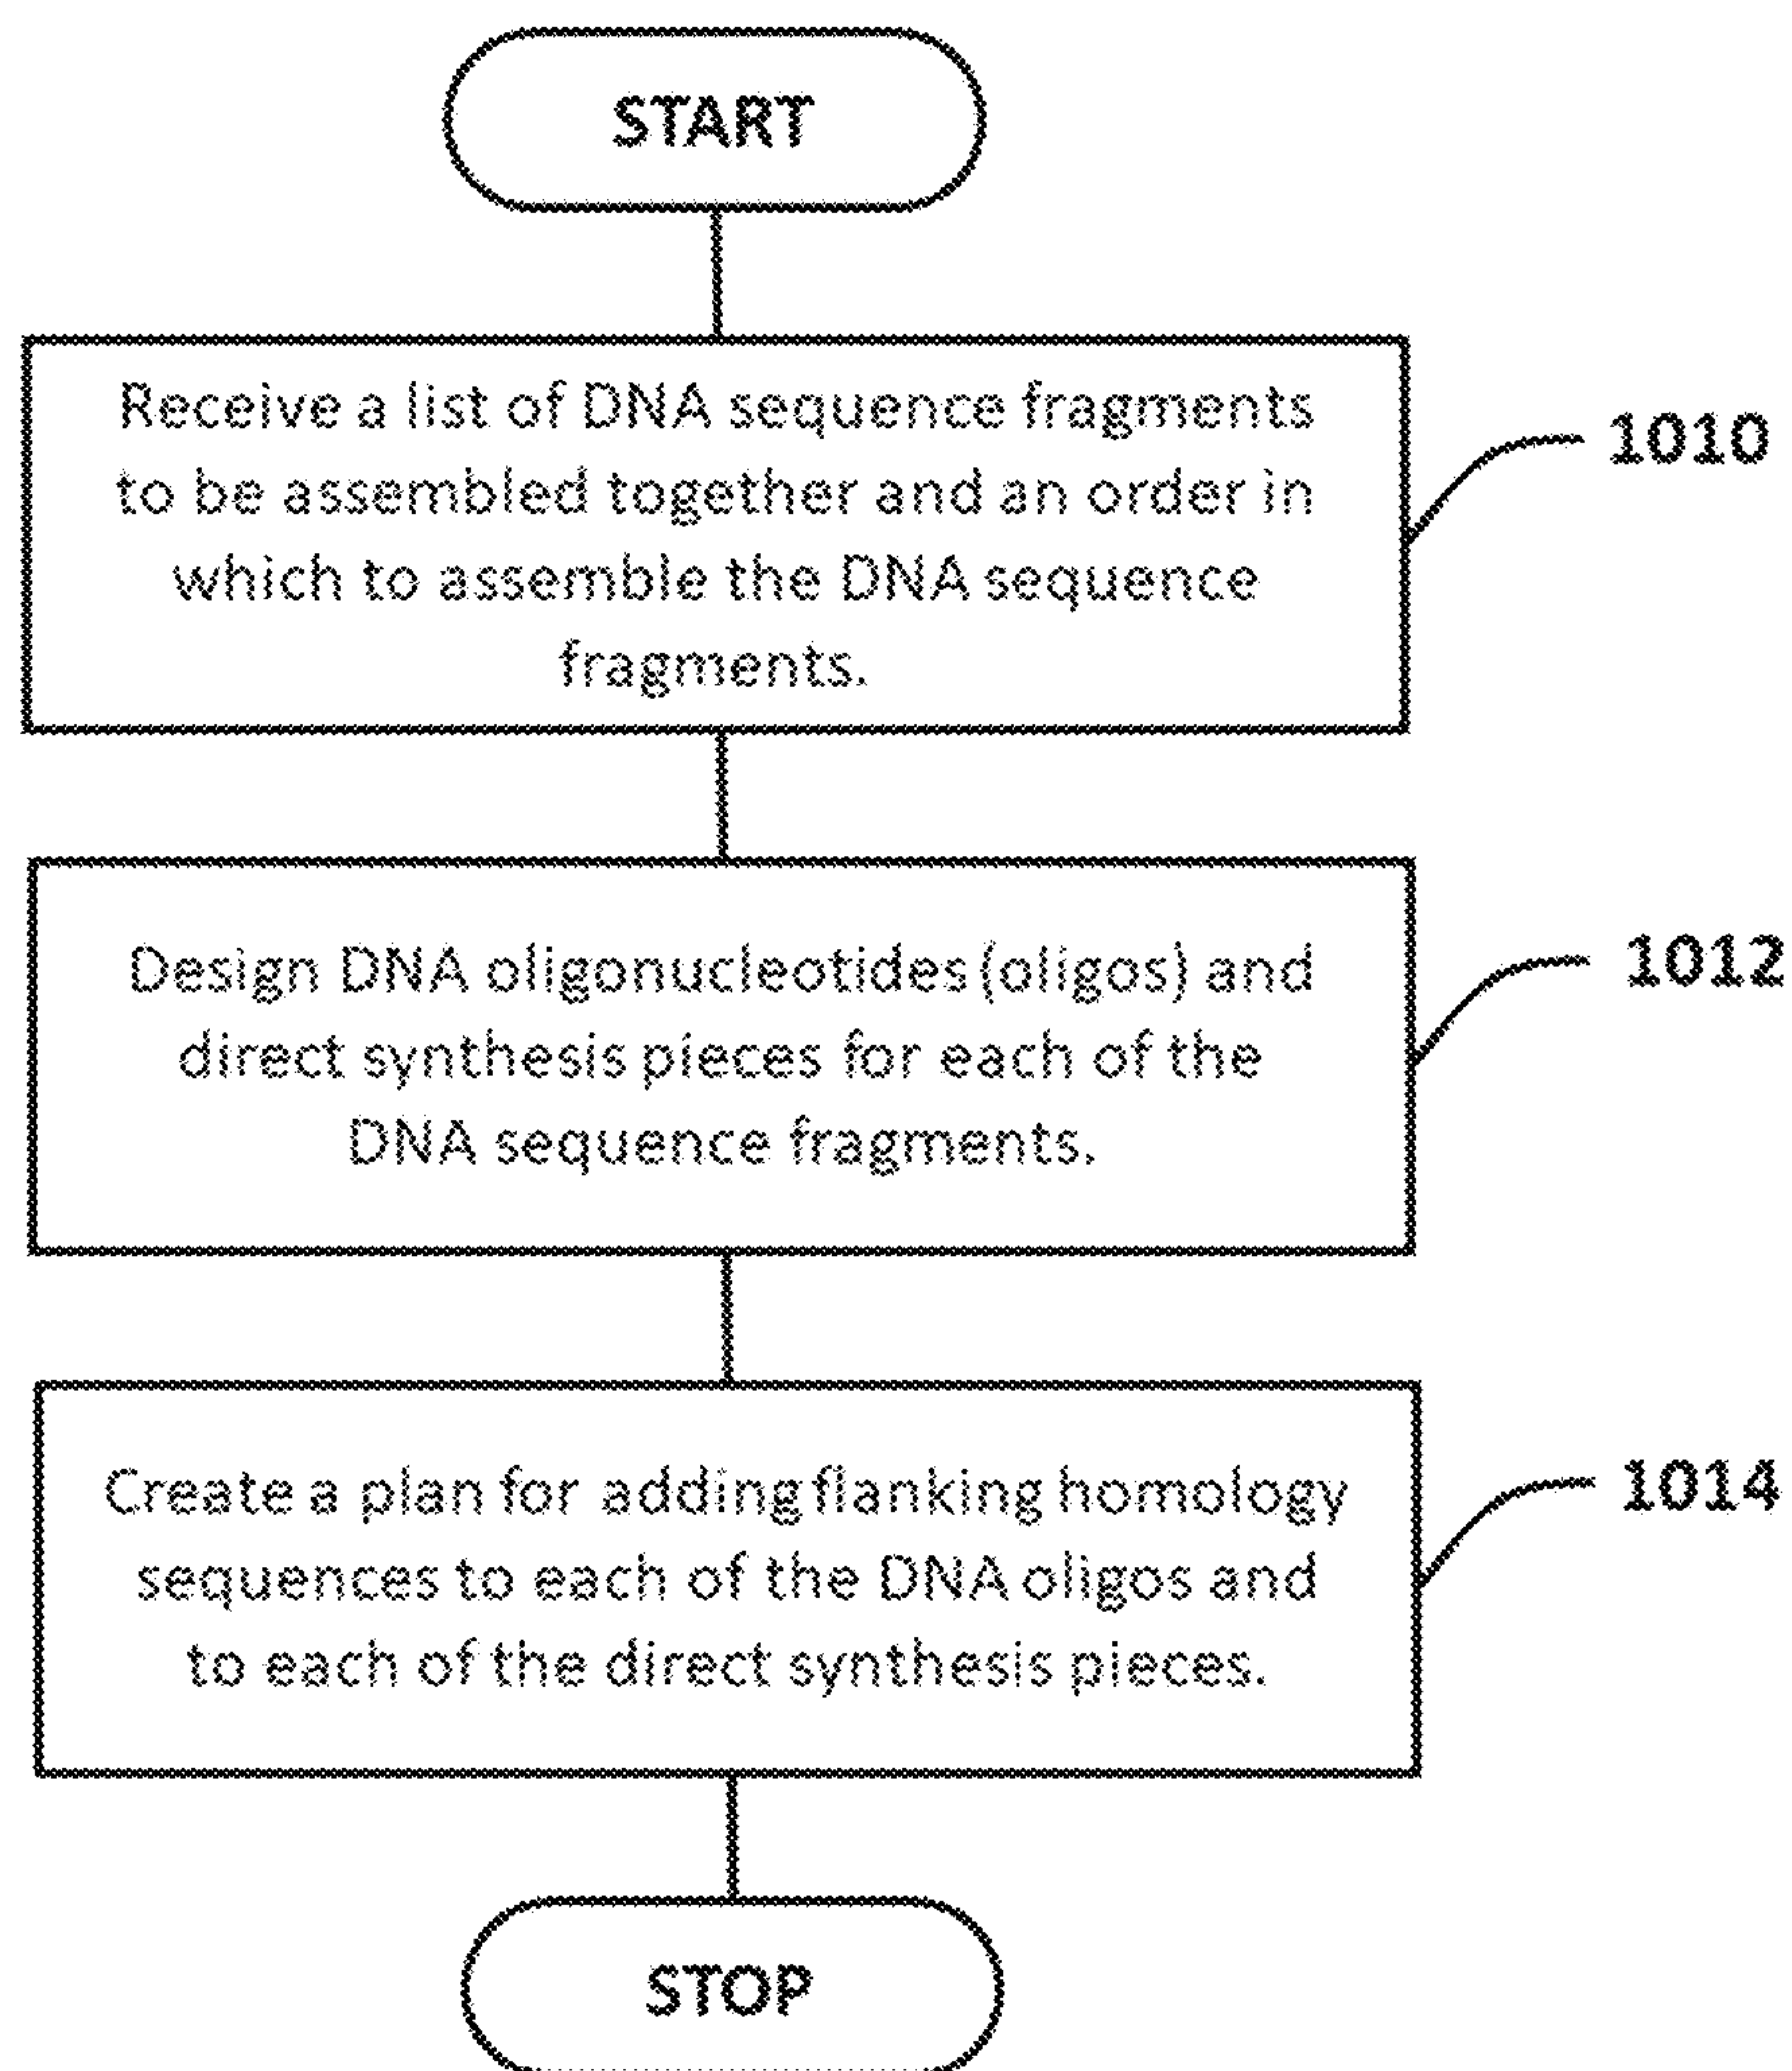 START
Receive a list of DNA sequence fragments
to be assembled together and an order in
which to assemble the DNA sequence
fragments.
1010
Design DNA oligonucleotides (oligos) and
direct synthesis pieces for each of the
DNA sequence fragments.
1012
Create a plan for adding flanking homology
sequences to each of the DNA oligos and
to each of the direct synthesis pieces.
1014
STOP